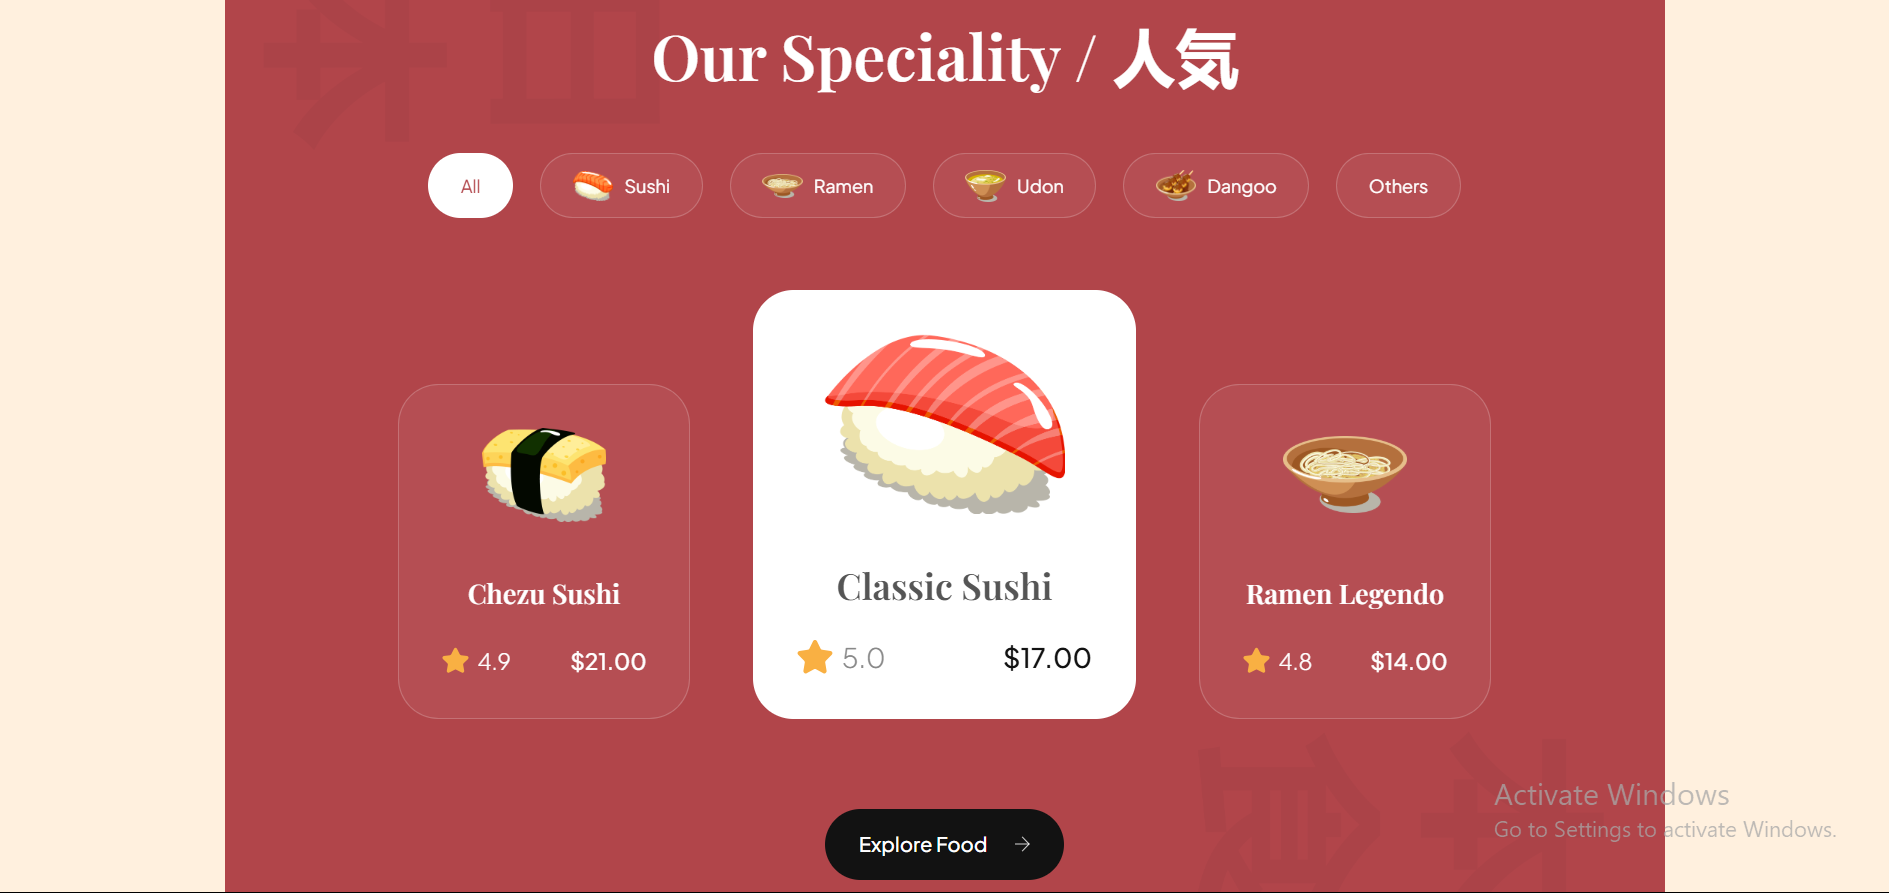 Our Speciality / 人気
All
Sushi
Ramen
Udon
Dangoo
Others
Chezu Sushi
4.9 $21.00
Classic Sushi
5.0 $17.00
Ramen Legendo
4.8 $14.00
Explore Food
Activate Windows
Go to Settings to activate Windows.